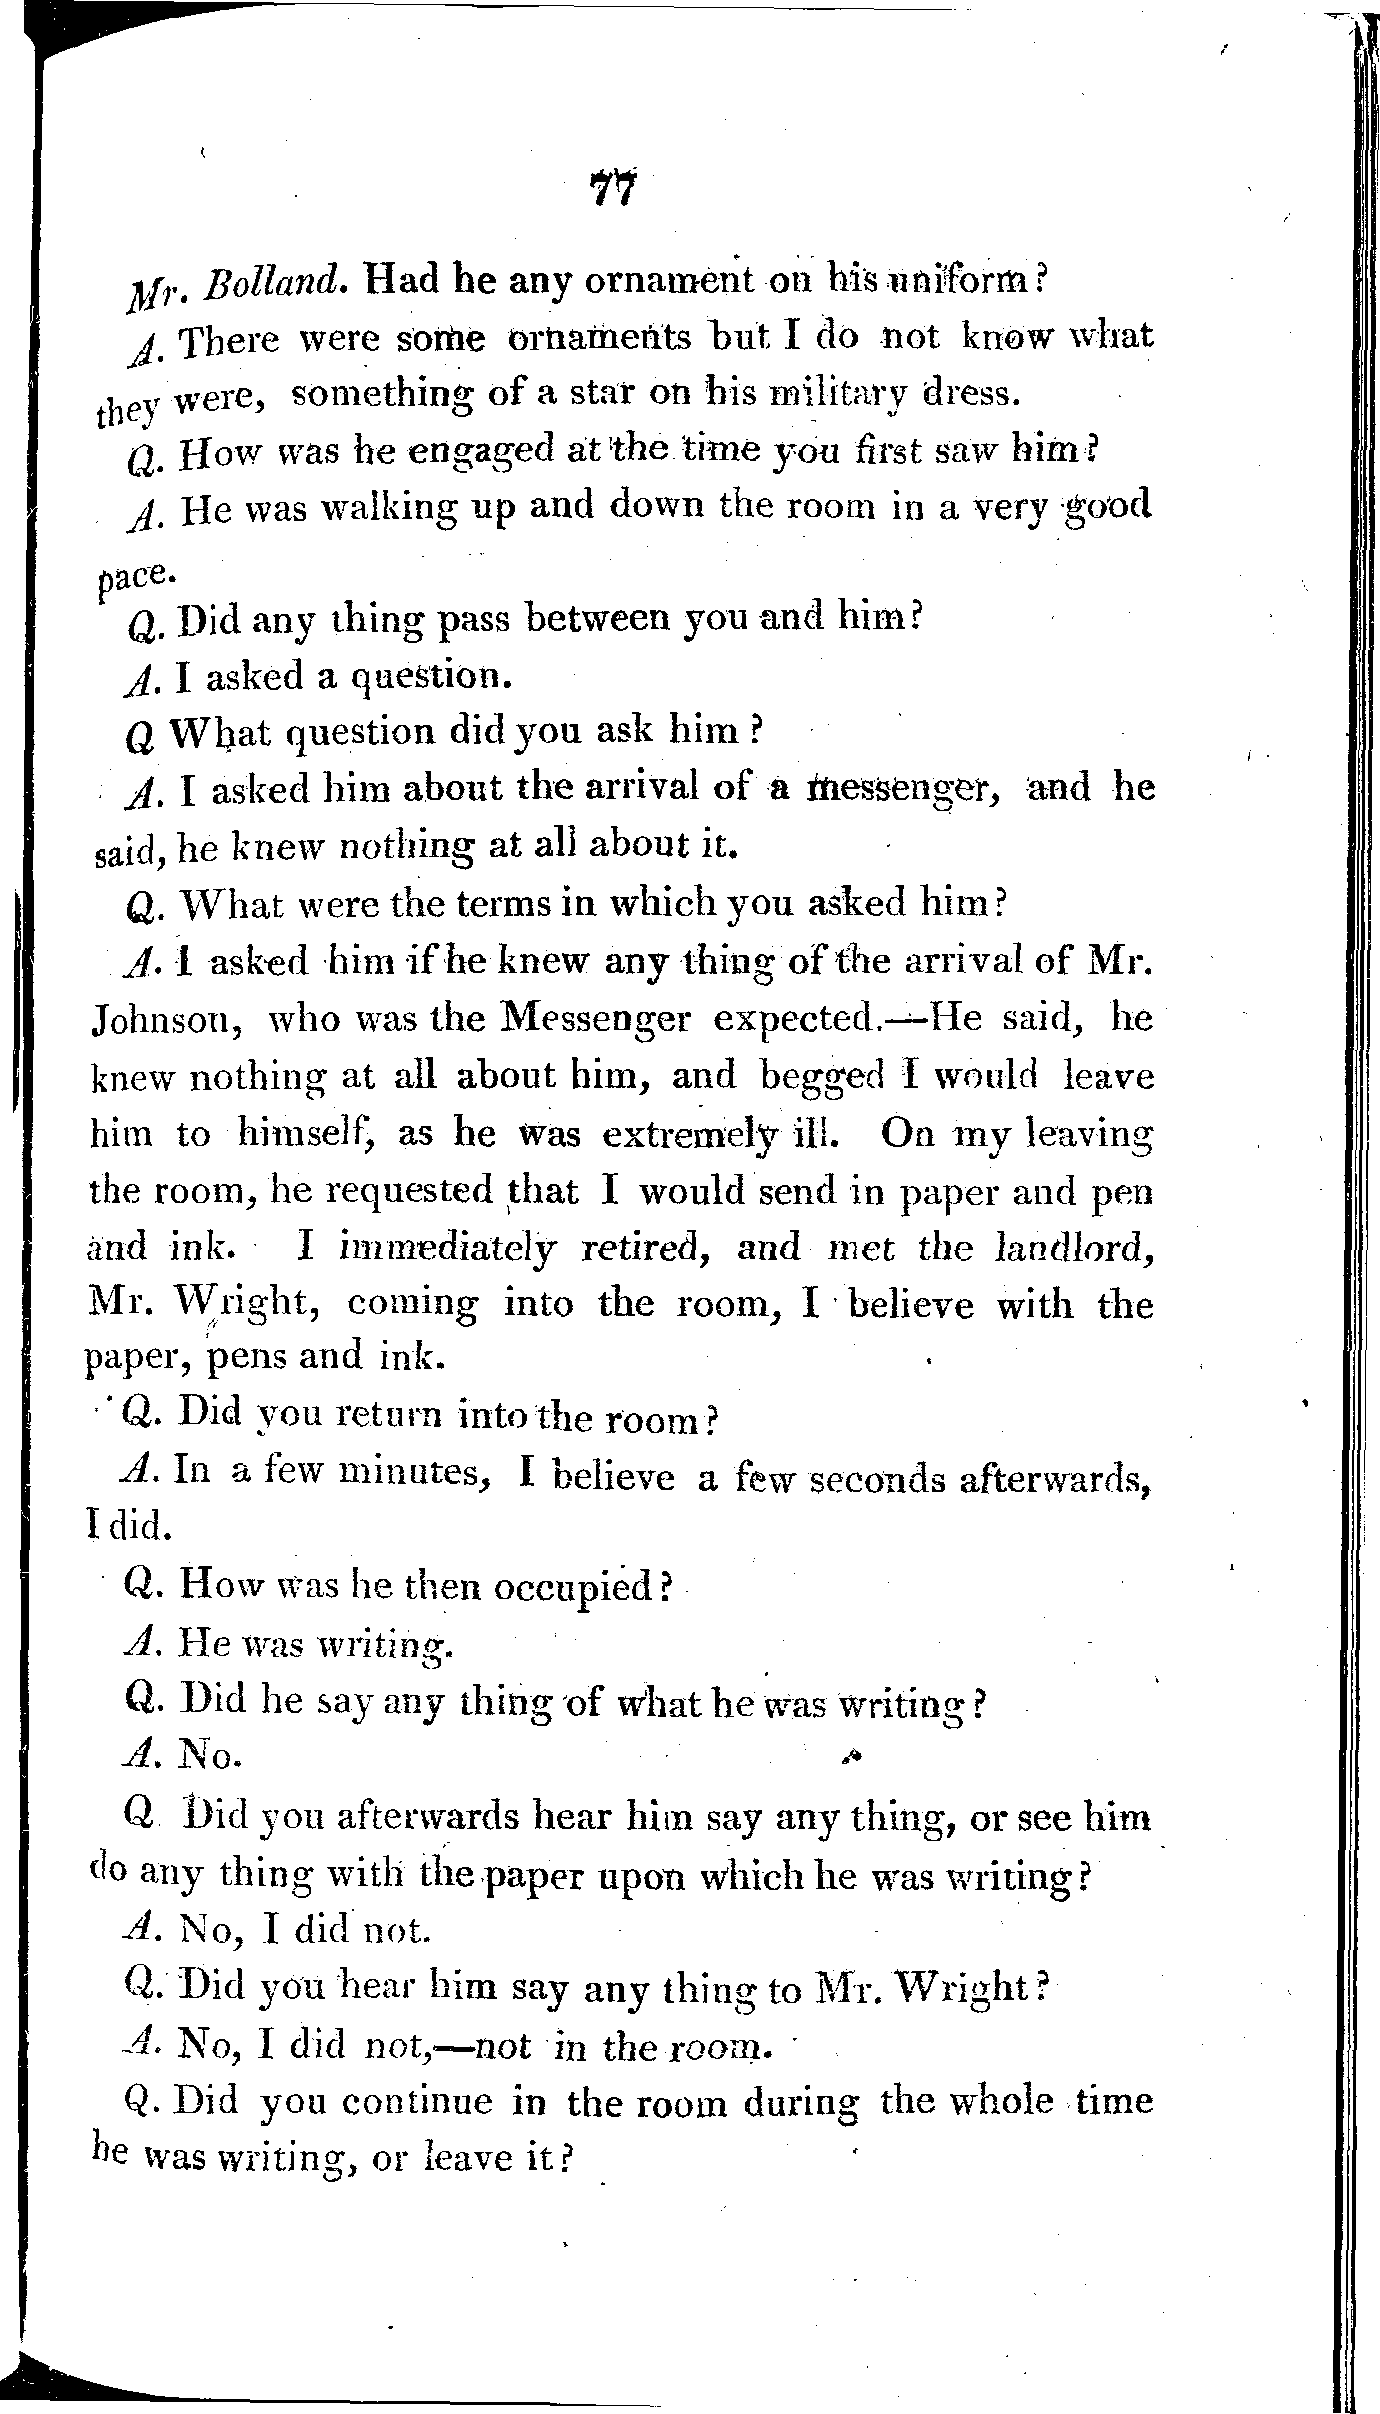 77
Mr. Bolland. Had he any ornament on his uniform?
A. There were some ornaments but I do not know what
they were, something of a star on his military dress.
Q. How was he engaged at the time you first saw him?
A. He was walking up and down the room in a very good
pace.
Q. Did any thing pass between you and him?
A. I asked a question.
Q What question did you ask him?
A. I asked him about the arrival of a messenger, and he
said, he knew nothing at all about it.
Q. What were the terms in which you asked him?
A. I asked him if he knew any thing of the arrival of Mr.
Johnson, who was the Messenger expected.—He said, he
knew nothing at all about him, and begged I would leave
him to himself, as he was extremely ill. On my leaving
the room, he requested that I would send in paper and pen
and ink. I immediately retired, and met the landlord,
Mr. Wright, coming into the room, I believe with the
paper, pens and ink.
Q. Did you return into the room?
A. In a few minutes, I believe a few seconds afterwards,
I did.
Q. How was he then occupied?
A. He was writing.
Q. Did he say any thing of what he was writing?
A. No.
Q Did you afterwards hear him say any thing, or see him
do any thing with the paper upon which he was writing?
A. No, I did not.
Q. Did you hear him say any thing to Mr. Wright?
A. No, I did not,—not in the room.
Q. Did you continue in the room during the whole time
he was writing, or leave it?